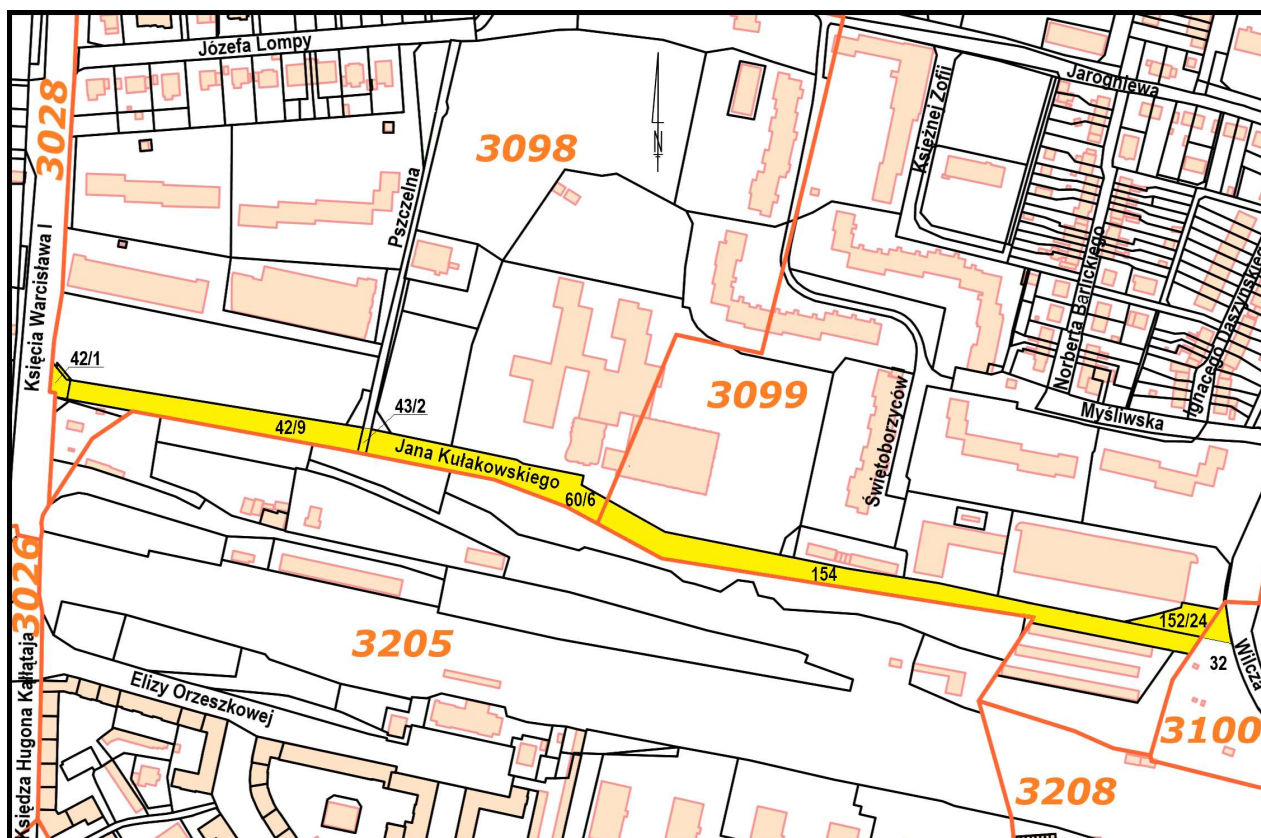 Józefa Lompy
Jarogniewa
3028
3098
N
Księżnej Zofii
Pszczelna
Księcia Warcisława I
Norberta Barlickiego
Ignacego Daszyńskiego
42/1
3099
43/2
42/9
Jana Kułakowskiego
Świętoborzyców
Myśliwska
60/6
154
3026
152/24
3205
32
Wilcza
Elizy Orzeszkowej
Księdza Hugona Kałłątaja
3100
3208